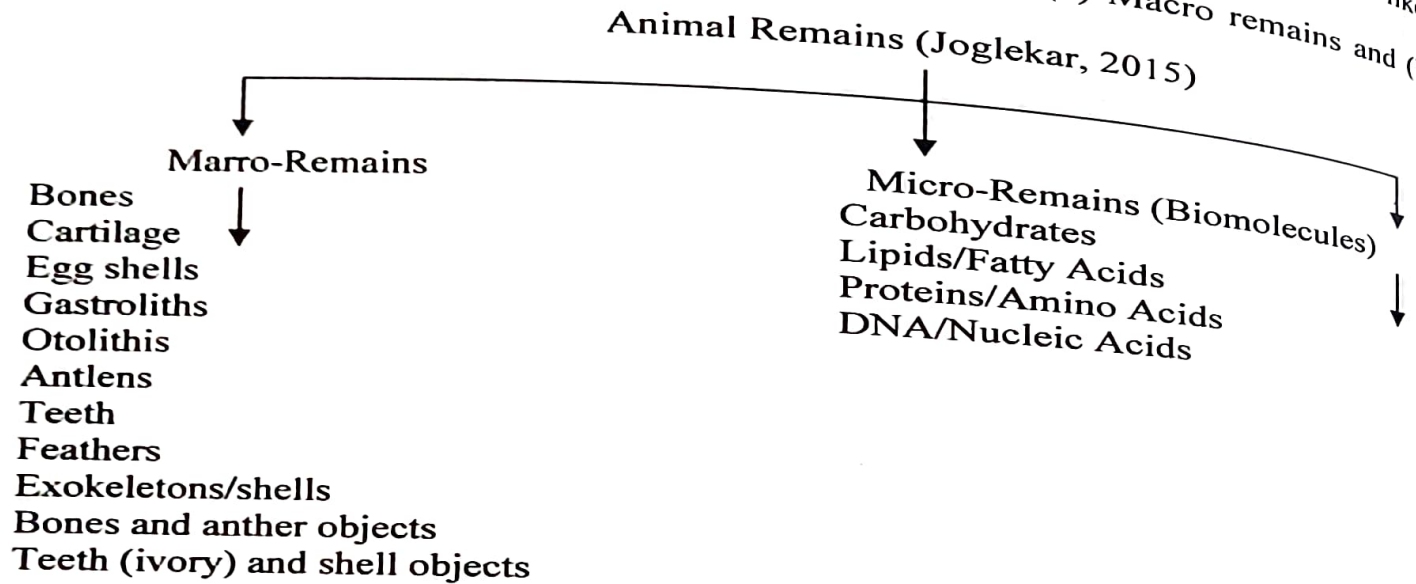 Macro remains and (
Animal Remains (Joglekar, 2015)
Marro-Remains
Bones
Cartilage
Egg shells
Gastroliths
Otolithis
Antlens
Teeth
Feathers
Exokeletons/shells
Bones and anther objects
Teeth (ivory) and shell objects
Micro-Remains (Biomolecules)
Carbohydrates
Lipids/Fatty Acids
Proteins/Amino Acids
DNA/Nucleic Acids